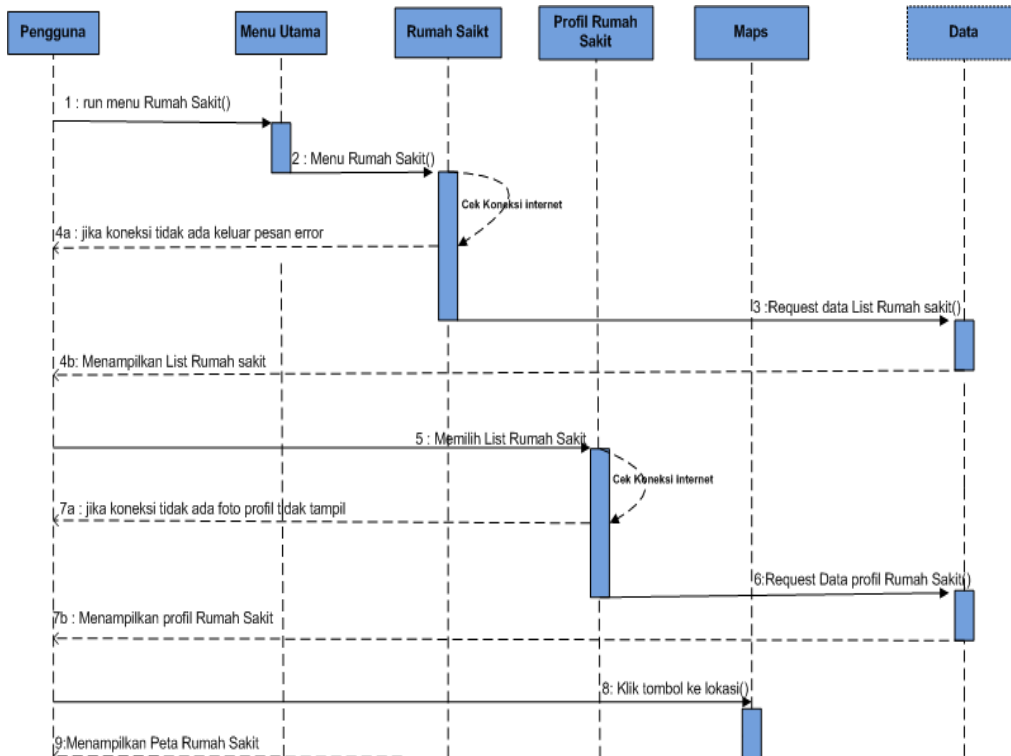 Pengguna
Menu Utama
Rumah Saikt
Profil Rumah
Sakit
Maps
Data
1 : run menu Rumah Sakit()
2 : Menu Rumah Sakit()
Cek Koneksi internet
4a : jika koneksi tidak ada keluar pesan error
3 :Request data List Rumah sakit()
4b: Menampilkan List Rumah sakit
5 : Memilih List Rumah Sakit
Cek Koneksi Internet
7a : jika koneksi tidak ada foto profil tidak tampil
6:Request Data profil Rumah Sakit()
7b : Menampilkan profil Rumah Sakit
8: Klik tombol ke lokasi()
9:Menampilkan Peta Rumah Sakit